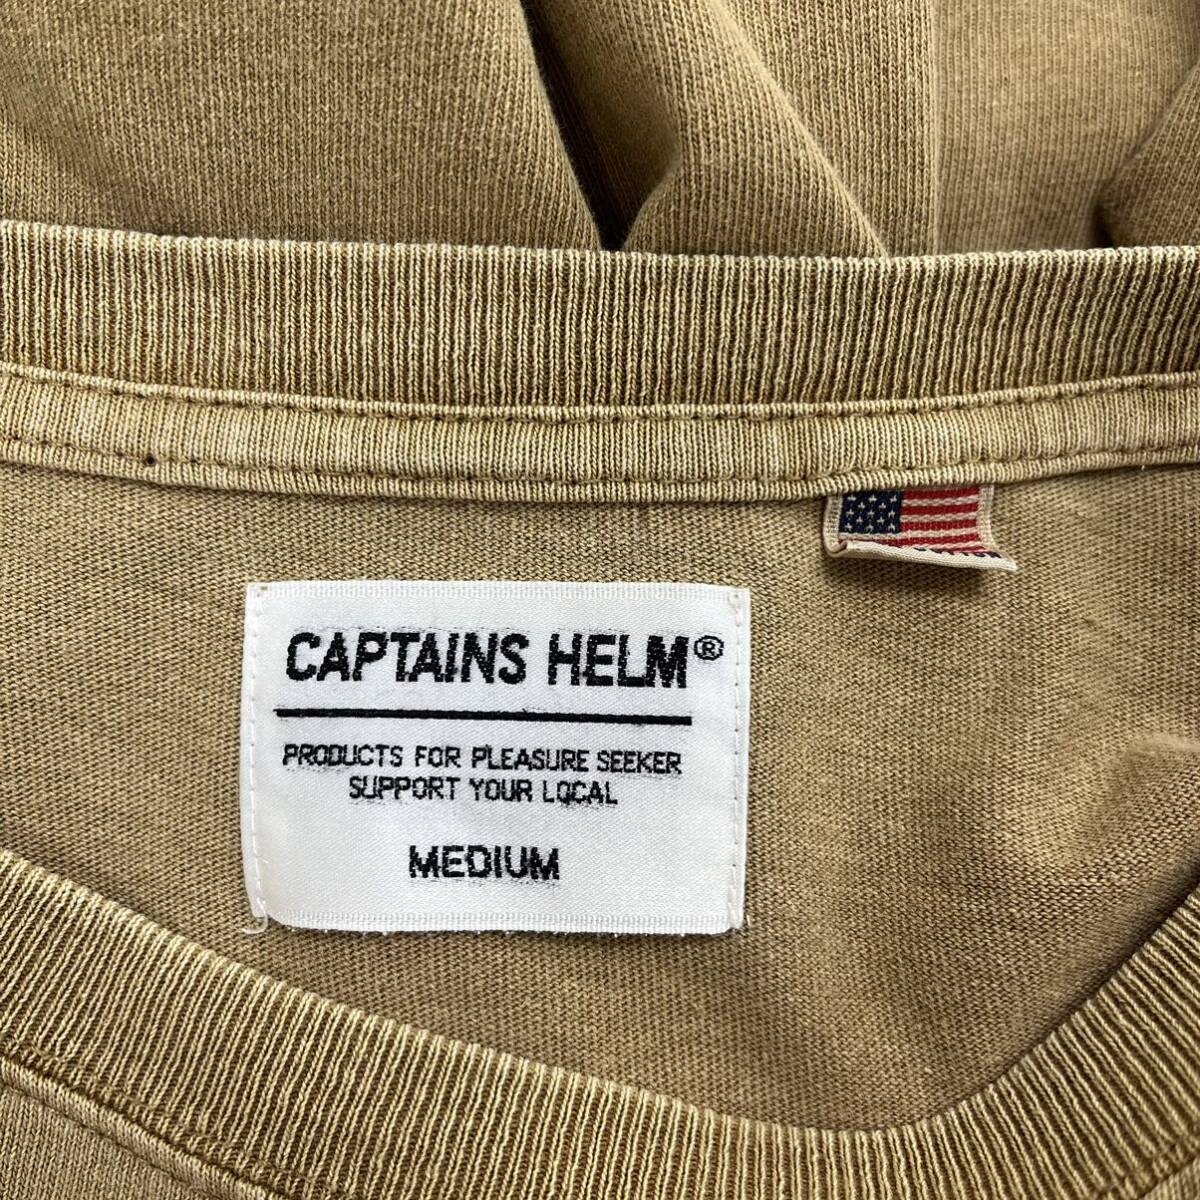 CAPTAINS HELM®
PRODUCTS FOR PLEASURE SEEKER
SUPPORT YOUR LOCAL
MEDIUM